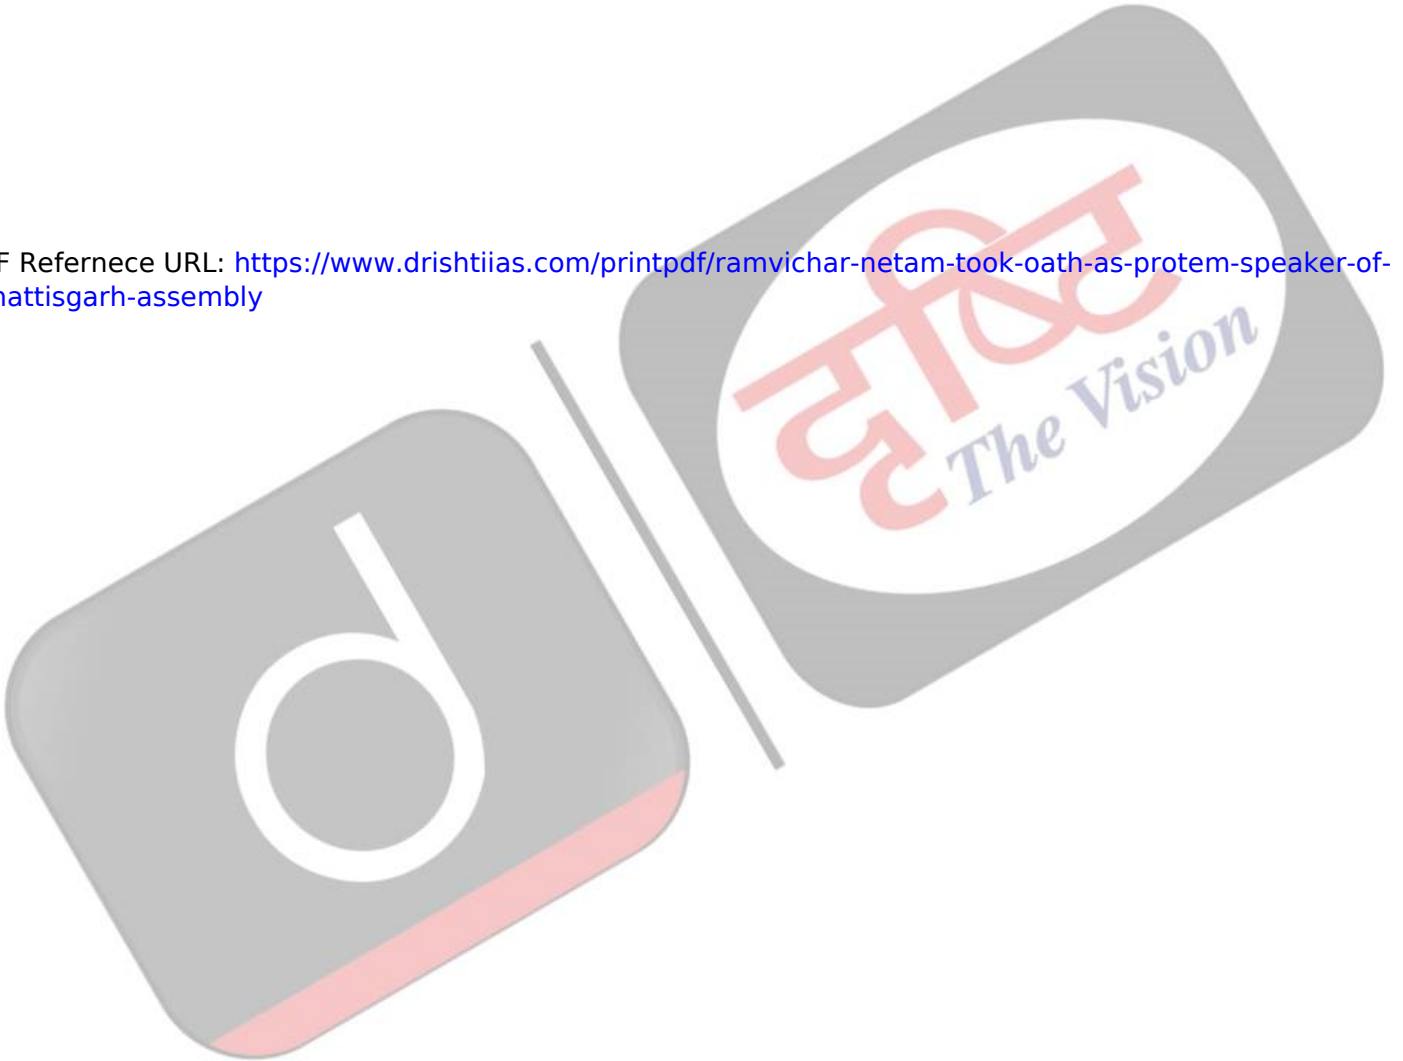 F Refernece URL: https://www.drishtiias.com/printpdf/ramvichar-netam-took-oath-as-protem-speaker-of-
hattisgarh-assembly
दृष्टि
The Vision
d